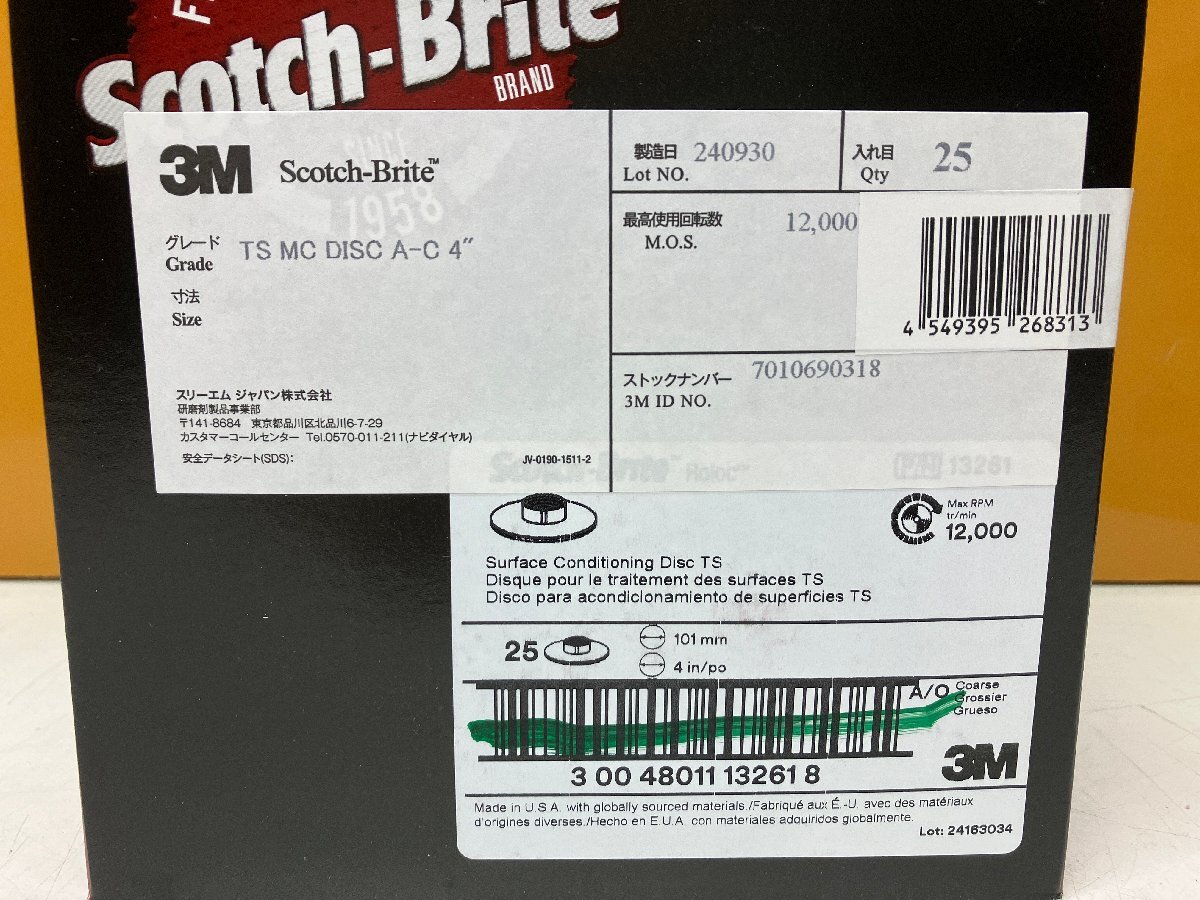 Scotch-Brite
BRAND
SINCE
1958
3M Scotch-Brite™
グレード
Grade
TS MC DISC A-C 4″
寸法
Size
スリーエム ジャパン株式会社
研磨剤製品事業部
〒141-8684 東京都品川区北品川6-7-29
カスタマーコールセンター Tel.0570-011-211(ナビダイヤル)
安全データシート(SDS):
JV-0190-1511-2
製造日
Lot NO.
240930
入れ目
Qty
25
最高使用回転数
M.O.S.
12,000
4 549395 268313
ストックナンバー
3M ID NO.
7010690318
Scotch-Brite™ Roloc™
PN 13261
Max RPM
tr/min
12,000
Surface Conditioning Disc TS
Disque pour le traitement des surfaces TS
Disco para acondicionamiento de superficies TS
25
101 mm
4 in/po
A/O Coarse
Grossier
Grueso
3 00 48011 13261 8
3M
Made in U.S.A. with globally sourced materials./Fabriqué aux É.-U. avec des matériaux
d'origines diverses./Hecho en E.U.A. con materiales adquiridos globalmente.
Lot: 24163034